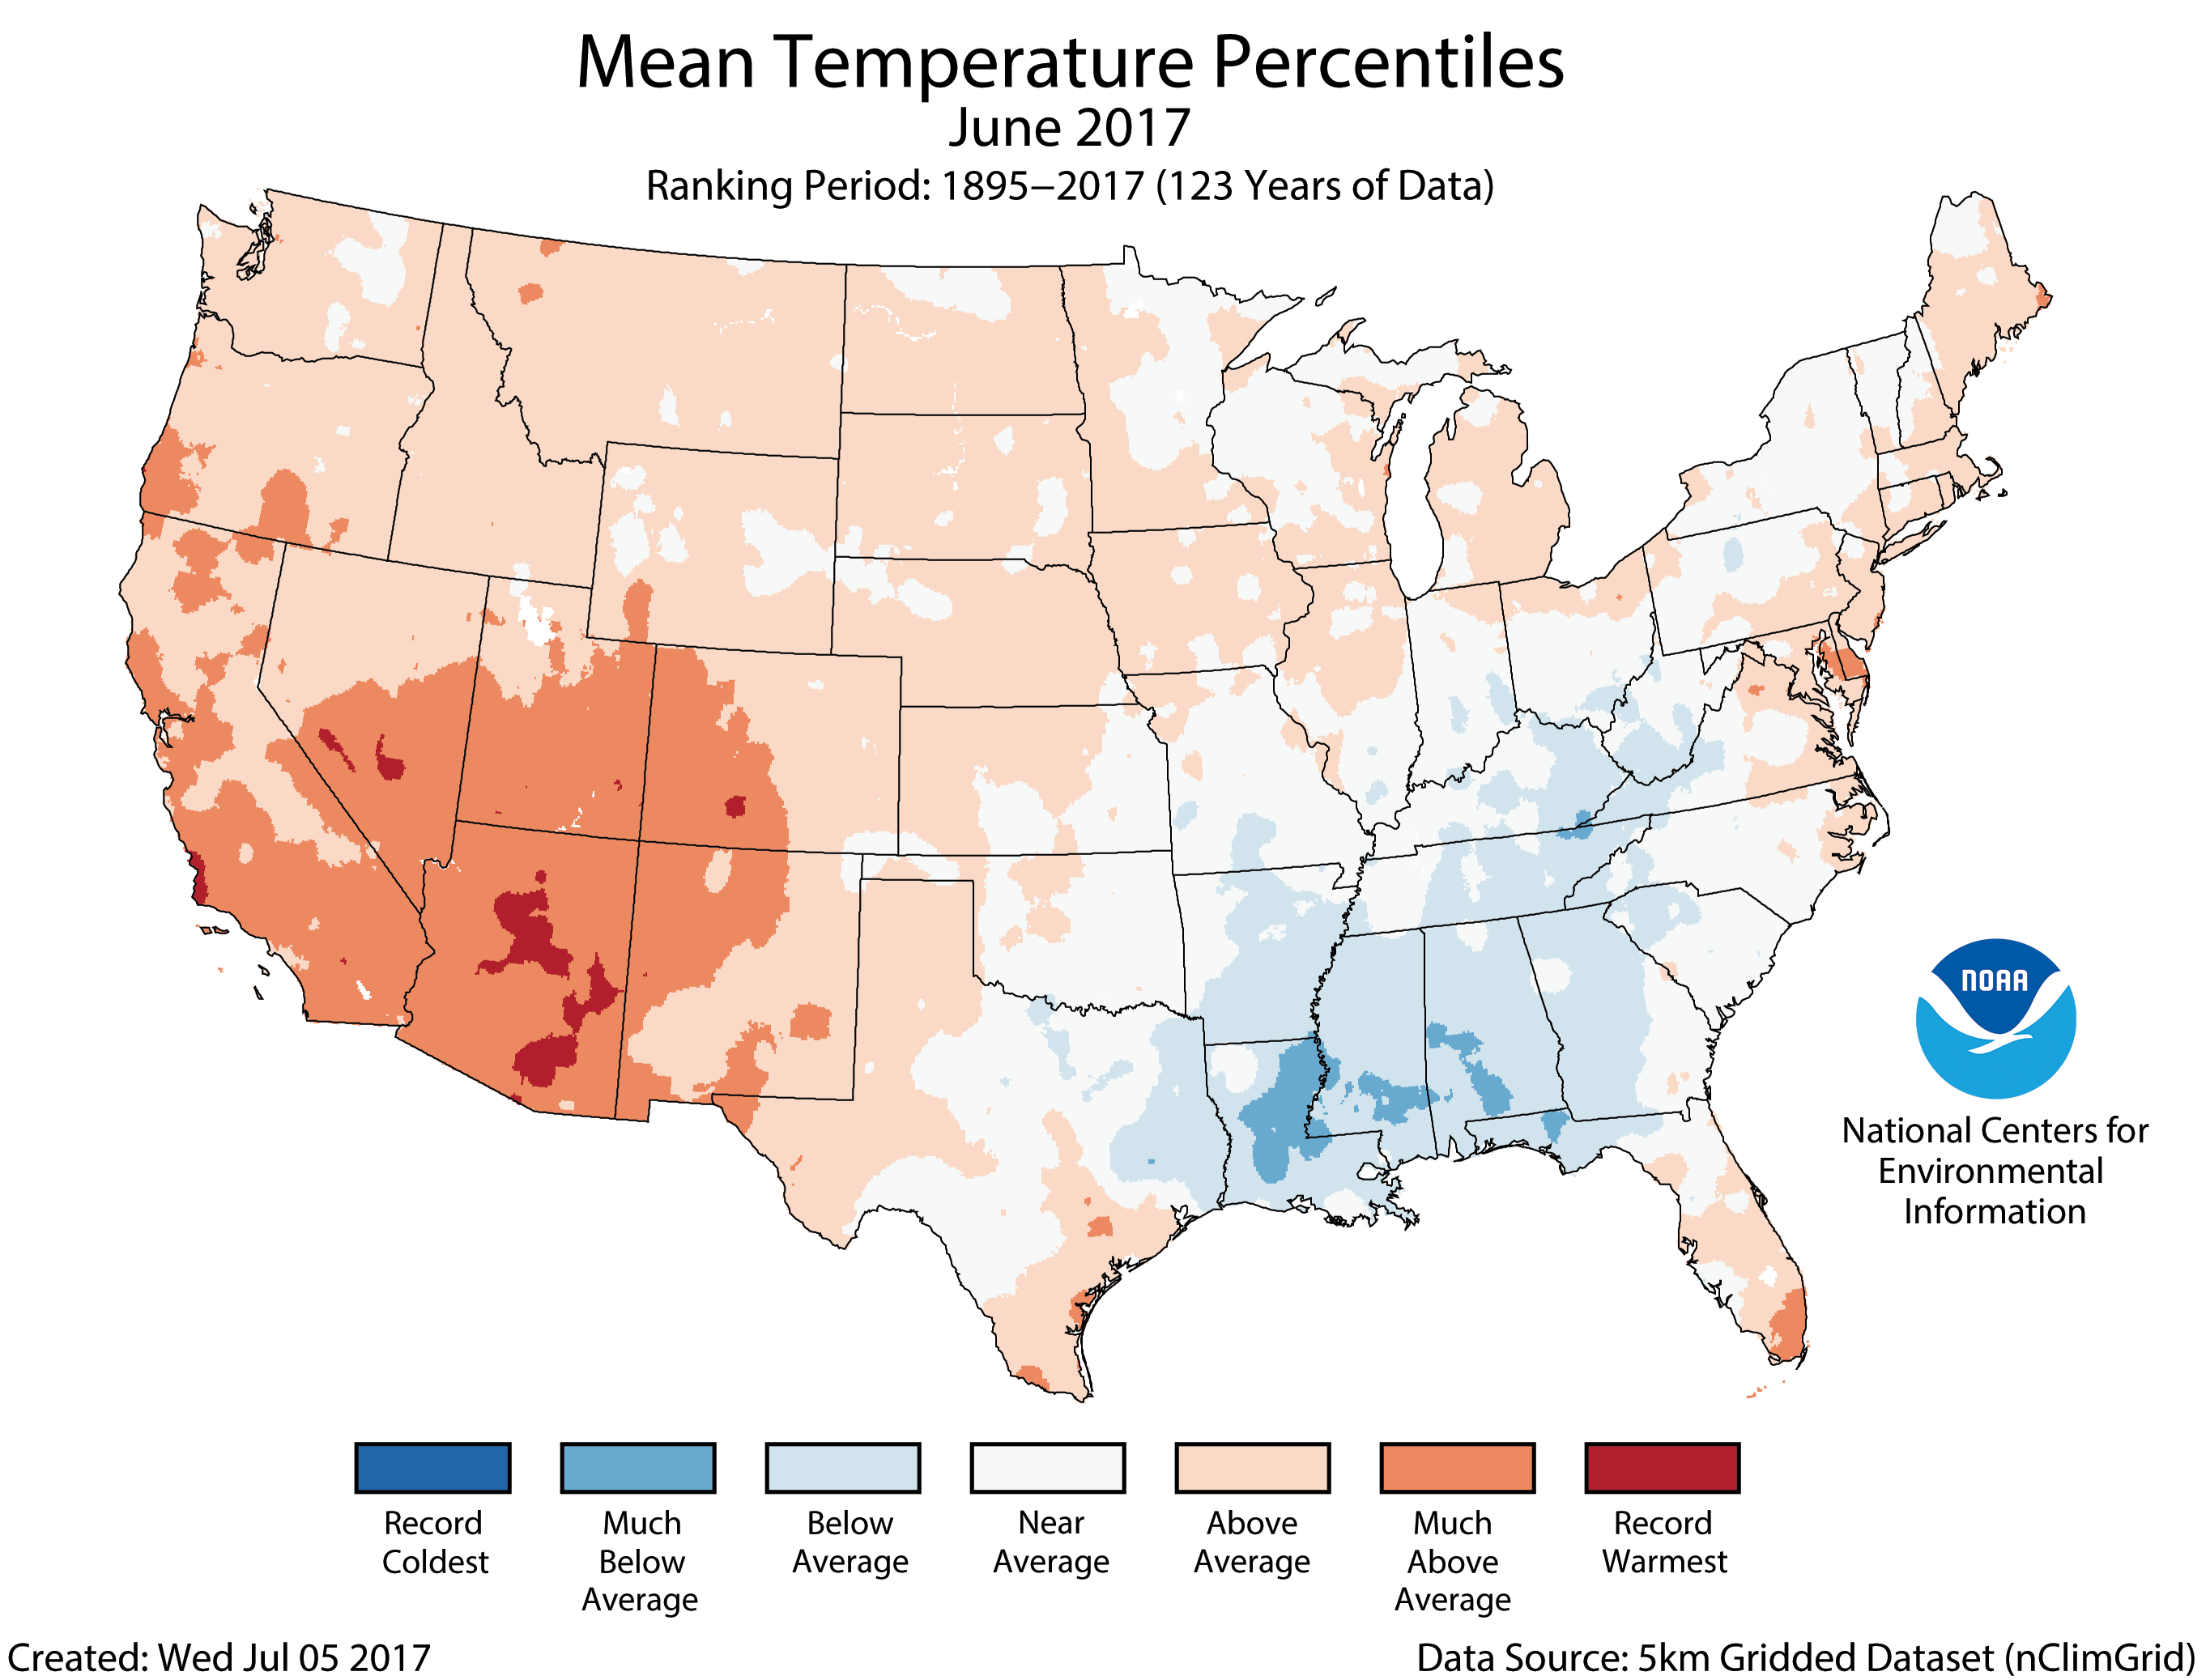 Mean Temperature Percentiles
June 2017
Ranking Period: 1895–2017 (123 Years of Data)
NOAA
National Centers for
Environmental
Information
Record
Coldest
Much
Below
Average
Below
Average
Near
Average
Above
Average
Much
Above
Average
Record
Warmest
Created: Wed Jul 05 2017
Data Source: 5km Gridded Dataset (nClimGrid)